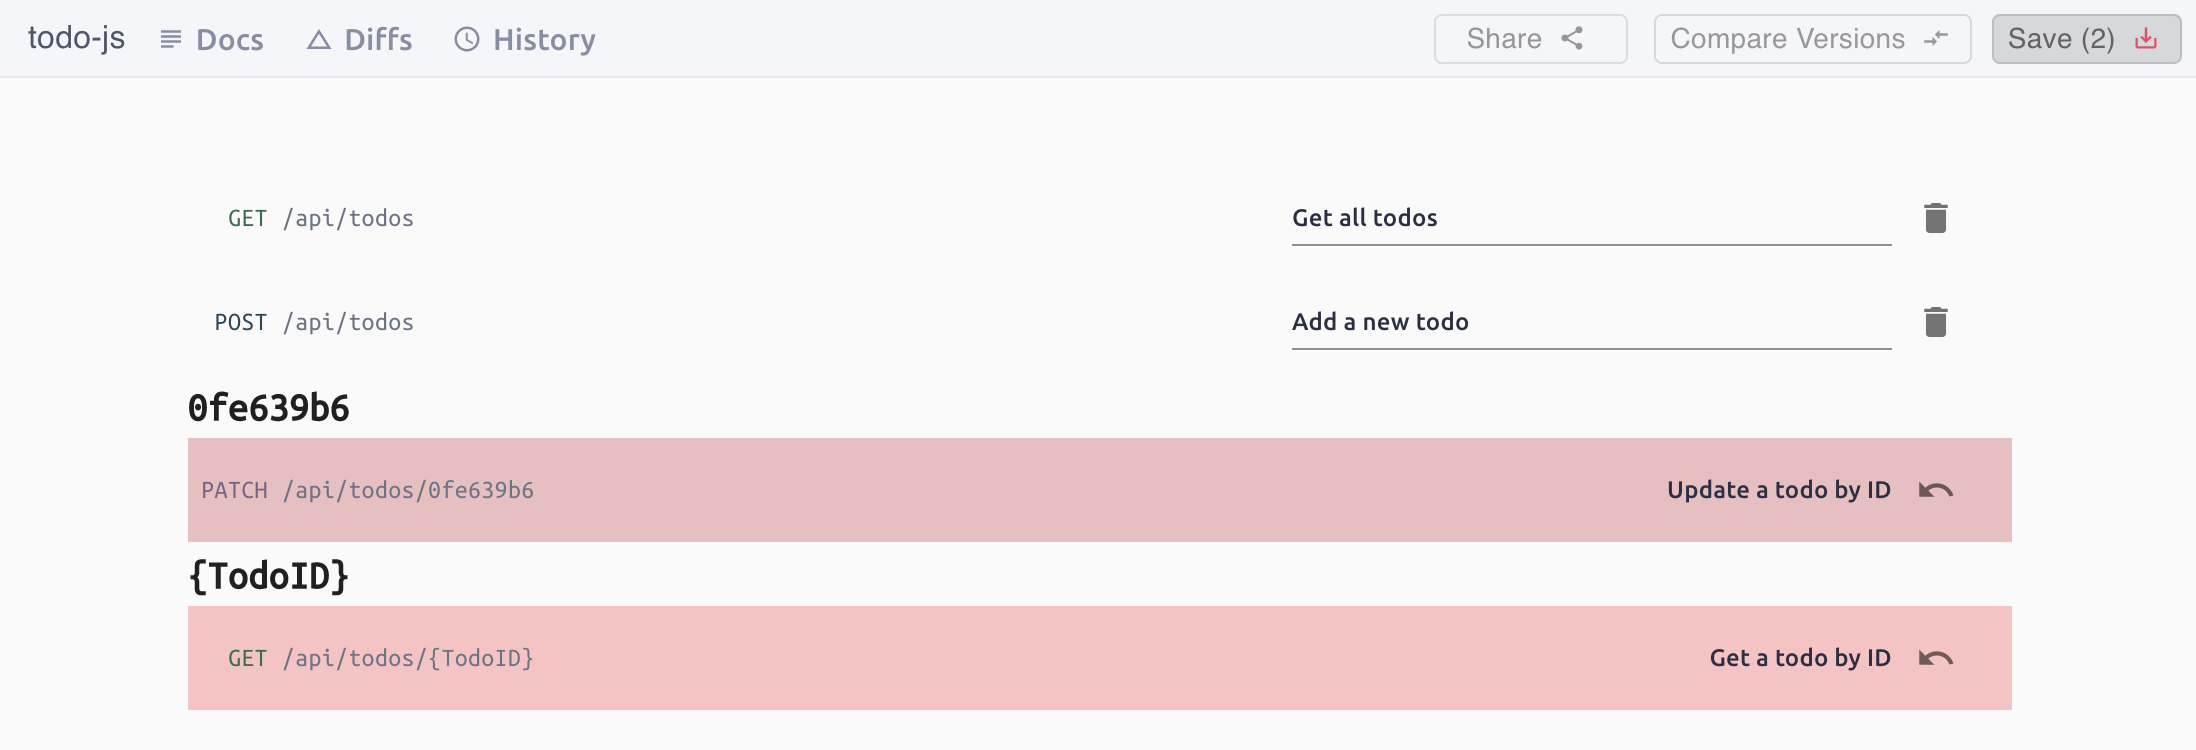 todo-js Docs Diffs History Share Compare Versions Save (2)
GET /api/todos Get all todos
POST /api/todos Add a new todo
0fe639b6
PATCH /api/todos/0fe639b6 Update a todo by ID
{TodoID}
GET /api/todos/{TodoID} Get a todo by ID